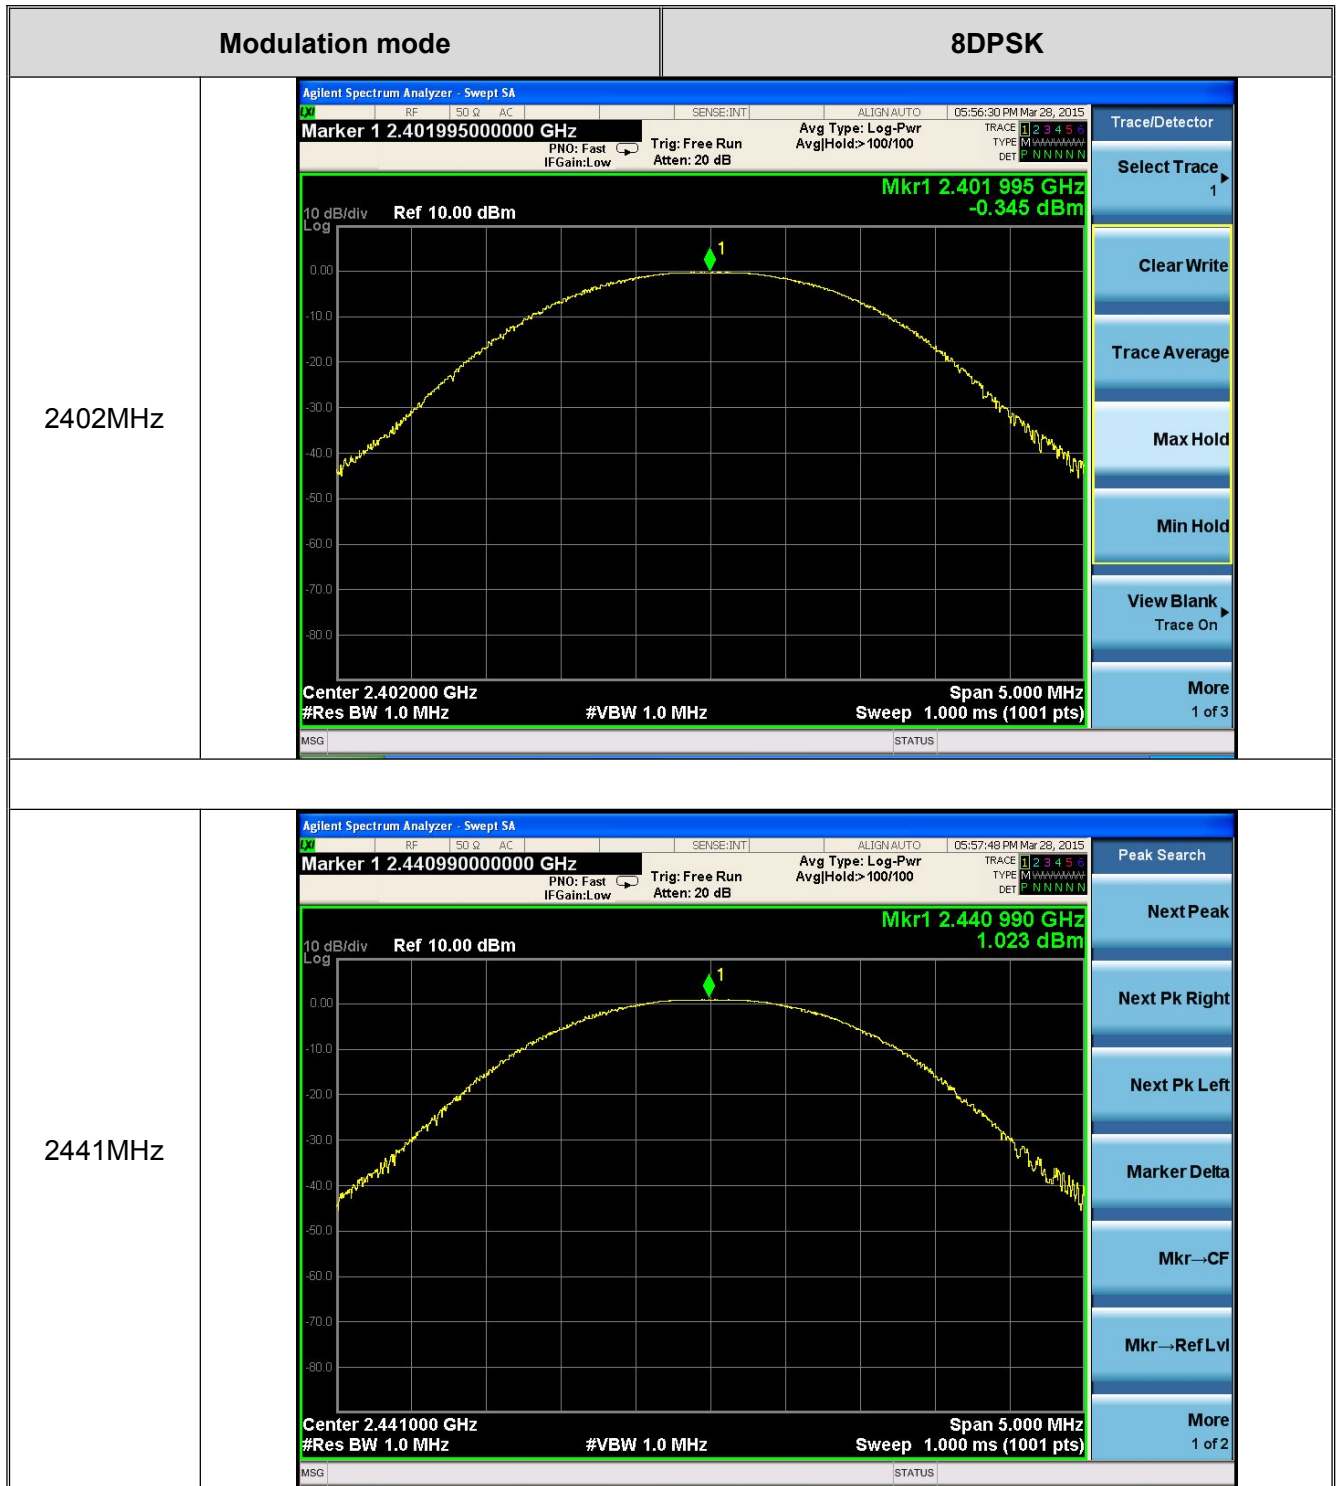 Modulation mode 8DPSK
2402MHz
Agilent Spectrum Analyzer - Swept SA
LXI RF 50 Ω AC SENSE:INT ALIGN AUTO 05:56:30 PM Mar 28, 2015
Marker 1 2.401995000000 GHz
PNO: Fast
IFGain:Low
Trig: Free Run
Atten: 20 dB
Avg Type: Log-Pwr
Avg|Hold:>100/100
TRACE 1 2 3 4 5 6
TYPE M WWWWW
DET P N N N N N
Mkr1 2.401 995 GHz
-0.345 dBm
10 dB/div Ref 10.00 dBm
Log
1
0.00
-10.0
-20.0
-30.0
-40.0
-50.0
-60.0
-70.0
-80.0
Center 2.402000 GHz Span 5.000 MHz
#Res BW 1.0 MHz #VBW 1.0 MHz Sweep 1.000 ms (1001 pts)
MSG STATUS
Trace/Detector
Select Trace
1
Clear Write
Trace Average
Max Hold
Min Hold
View Blank
Trace On
More
1 of 3
2441MHz
Agilent Spectrum Analyzer - Swept SA
LXI RF 50 Ω AC SENSE:INT ALIGN AUTO 05:57:48 PM Mar 28, 2015
Marker 1 2.440990000000 GHz
PNO: Fast
IFGain:Low
Trig: Free Run
Atten: 20 dB
Avg Type: Log-Pwr
Avg|Hold:>100/100
TRACE 1 2 3 4 5 6
TYPE M WWWWW
DET P N N N N N
Mkr1 2.440 990 GHz
1.023 dBm
10 dB/div Ref 10.00 dBm
Log
1
0.00
-10.0
-20.0
-30.0
-40.0
-50.0
-60.0
-70.0
-80.0
Center 2.441000 GHz Span 5.000 MHz
#Res BW 1.0 MHz #VBW 1.0 MHz Sweep 1.000 ms (1001 pts)
MSG STATUS
Peak Search
Next Peak
Next Pk Right
Next Pk Left
Marker Delta
Mkr→CF
Mkr→Ref Lvl
More
1 of 2